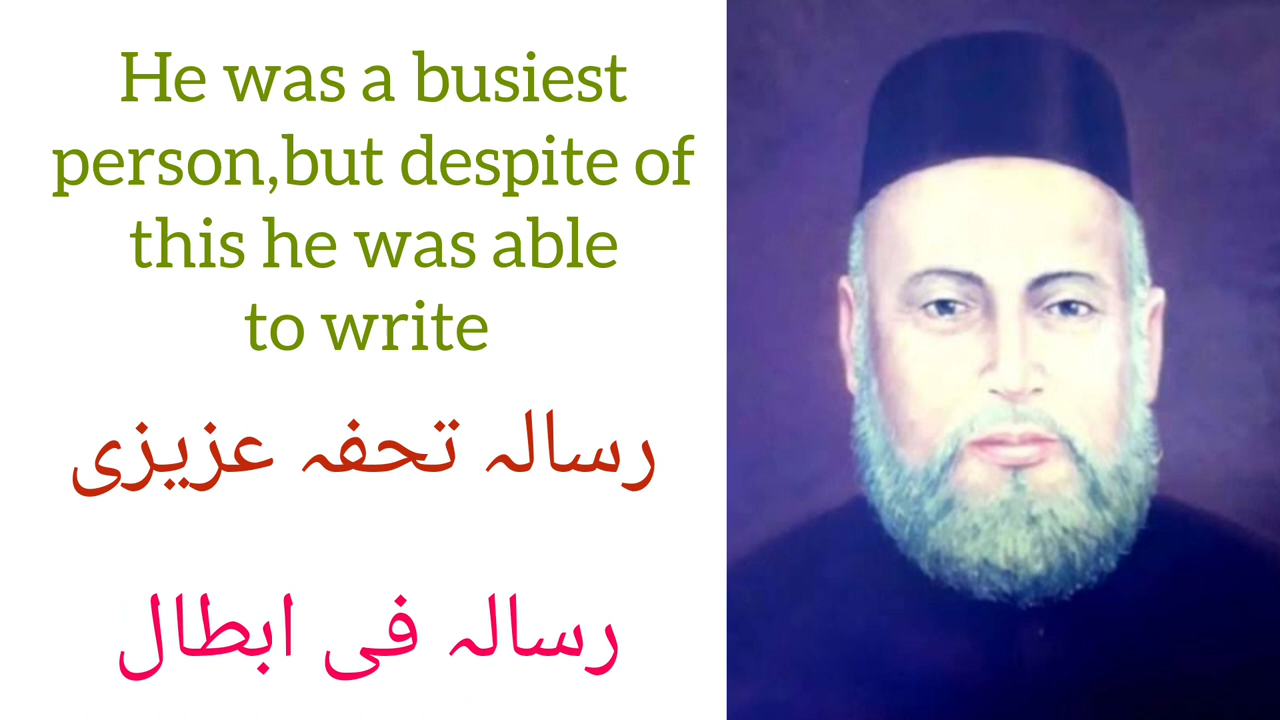 He was a busiest
person,but despite of
this he was able
to write
رسالہ تحفہ عزیزی
رسالہ فی ابطال